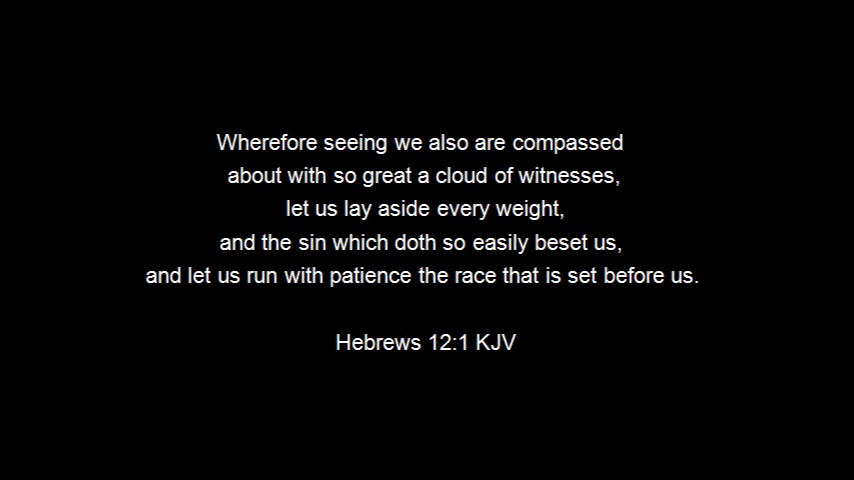 Wherefore seeing we also are compassed
about with so great a cloud of witnesses,
let us lay aside every weight,
and the sin which doth so easily beset us,
and let us run with patience the race that is set before us.
Hebrews 12:1 KJV